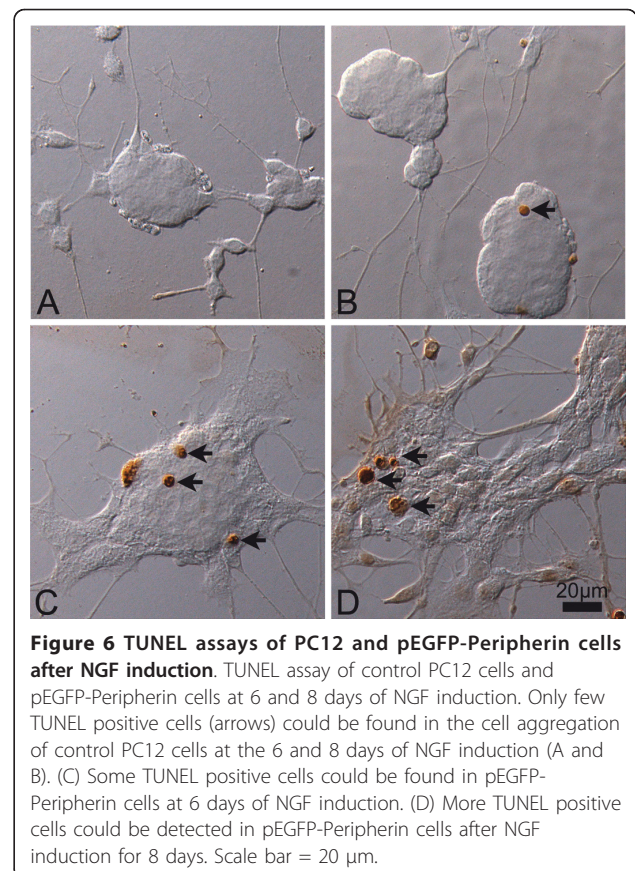 A
B
C
D
20µm
Figure 6 TUNEL assays of PC12 and pEGFP-Peripherin cells
after NGF induction. TUNEL assay of control PC12 cells and
pEGFP-Peripherin cells at 6 and 8 days of NGF induction. Only few
TUNEL positive cells (arrows) could be found in the cell aggregation
of control PC12 cells at the 6 and 8 days of NGF induction (A and
B). (C) Some TUNEL positive cells could be found in pEGFP-
Peripherin cells at 6 days of NGF induction. (D) More TUNEL positive
cells could be detected in pEGFP-Peripherin cells after NGF
induction for 8 days. Scale bar = 20 μm.